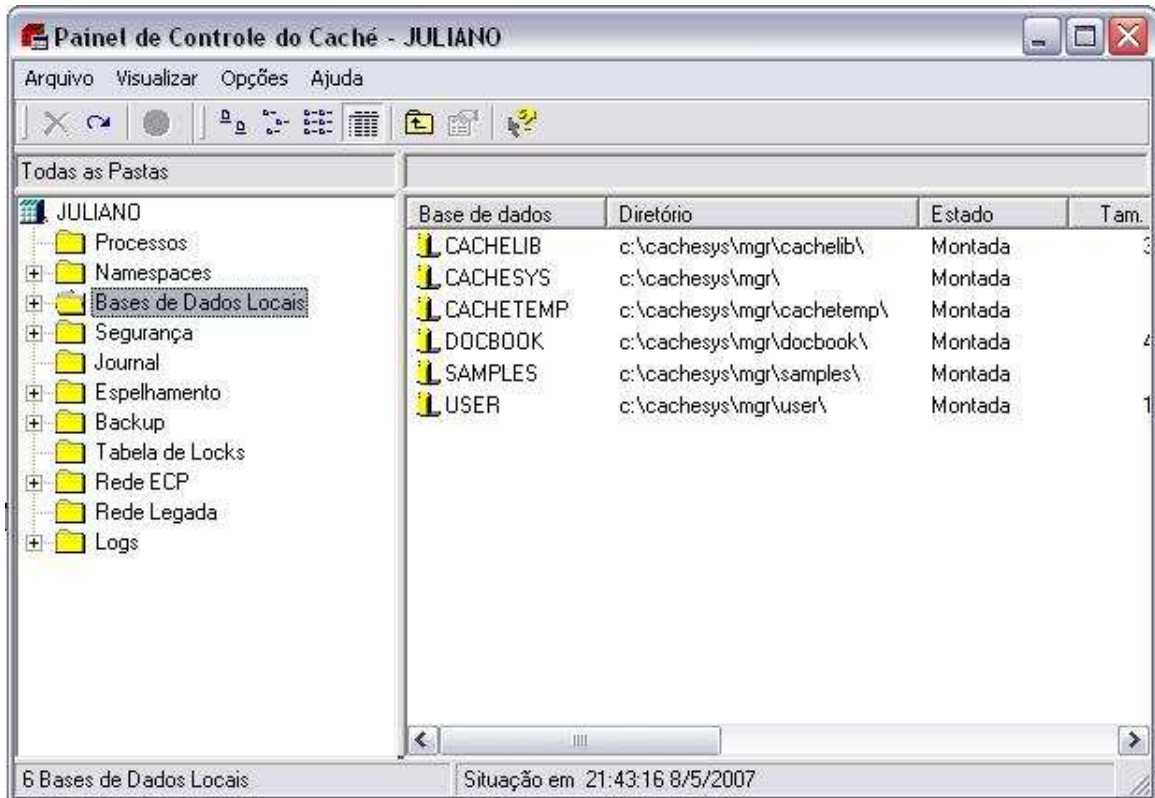 Painel de Controle do Caché - JULIANO
Arquivo Visualizar Opções Ajuda
Todas as Pastas
JULIANO
Processos
Namespaces
Bases de Dados Locais
Segurança
Journal
Espelhamento
Backup
Tabela de Locks
Rede ECP
Rede Legada
Logs
Base de dados Diretório Estado Tam.
CACHELIB c:\cachesys\mgr\cachelib\ Montada
CACHESYS c:\cachesys\mgr\ Montada
CACHETEMP c:\cachesys\mgr\cachetemp\ Montada
DOCBOOK c:\cachesys\mgr\docbook\ Montada
SAMPLES c:\cachesys\mgr\samples\ Montada
USER c:\cachesys\mgr\user\ Montada 1
6 Bases de Dados Locais Situação em 21:43:16 8/5/2007